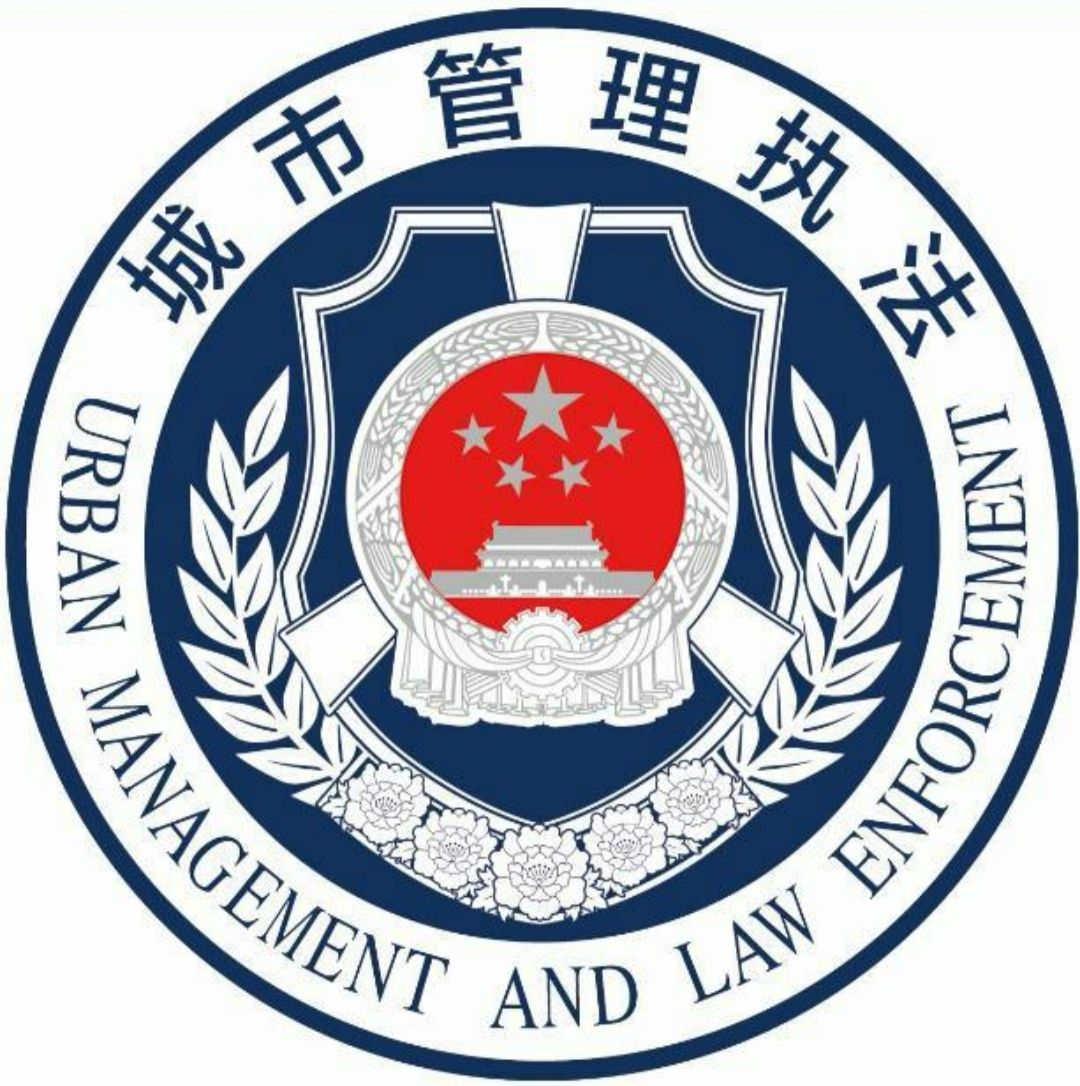 城市管理执法
URBAN MANAGEMENT AND LAW ENFORCEMENT